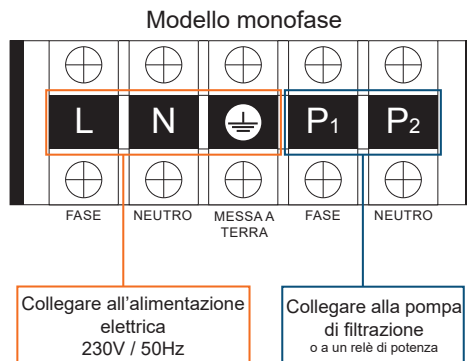 Modello monofase
L N P1 P2
FASE NEUTRO MESSA A TERRA FASE NEUTRO
Collegare all’alimentazione
elettrica
230V / 50Hz
Collegare alla pompa
di filtrazione
o a un relè di potenza